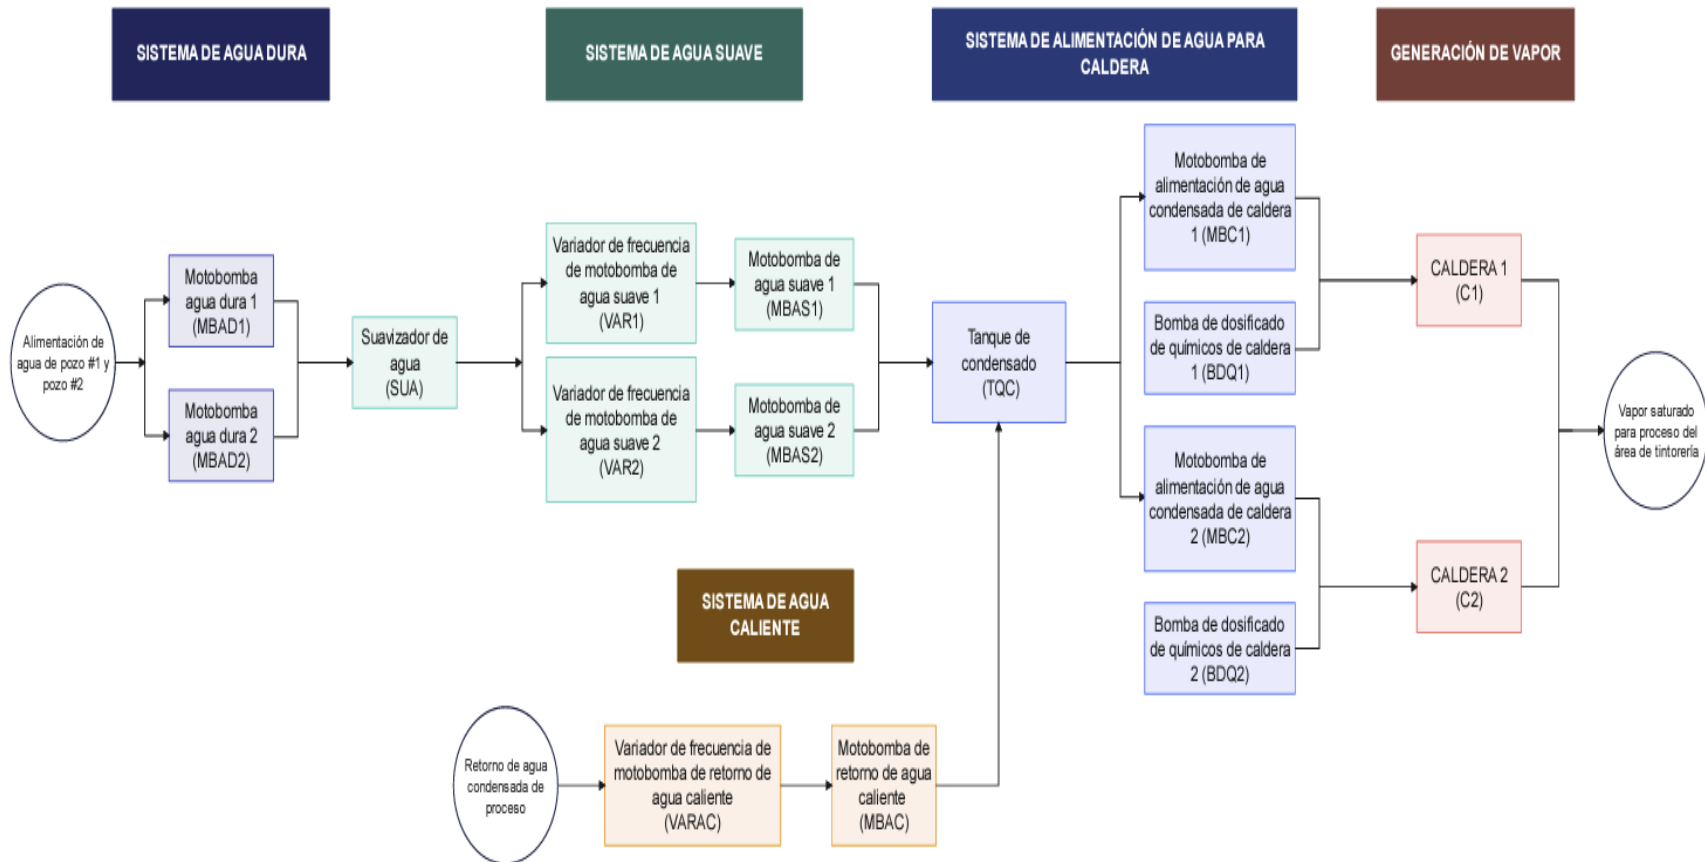 SISTEMA DE AGUA DURA
SISTEMA DE AGUA SUAVE
SISTEMA DE ALIMENTACIÓN DE AGUA PARA
CALDERA
GENERACIÓN DE VAPOR
Alimentación de
agua de pozo #1 y
pozo #2
Motobomba
agua dura 1
(MBAD1)
Motobomba
agua dura 2
(MBAD2)
Suavizador de
agua
(SUA)
Variador de frecuencia
de motobomba de
agua suave 1
(VAR1)
Variador de frecuencia
de motobomba de
agua suave 2
(VAR2)
Motobomba de
agua suave 1
(MBAS1)
Motobomba de
agua suave 2
(MBAS2)
Tanque de
condensado
(TQC)
Motobomba de
alimentación de agua
condensada de caldera
1 (MBC1)
Bomba de dosificado
de químicos de caldera
1 (BDQ1)
Motobomba de
alimentación de agua
condensada de caldera
2 (MBC2)
Bomba de dosificado
de químicos de caldera
2 (BDQ2)
CALDERA 1
(C1)
CALDERA 2
(C2)
Vapor saturado
para proceso del
área de tintorería
SISTEMA DE AGUA
CALIENTE
Retorno de agua
condensada de
proceso
Variador de frecuencia de
motobomba de retorno de
agua caliente
(VARAC)
Motobomba de
retorno de agua
caliente
(MBAC)